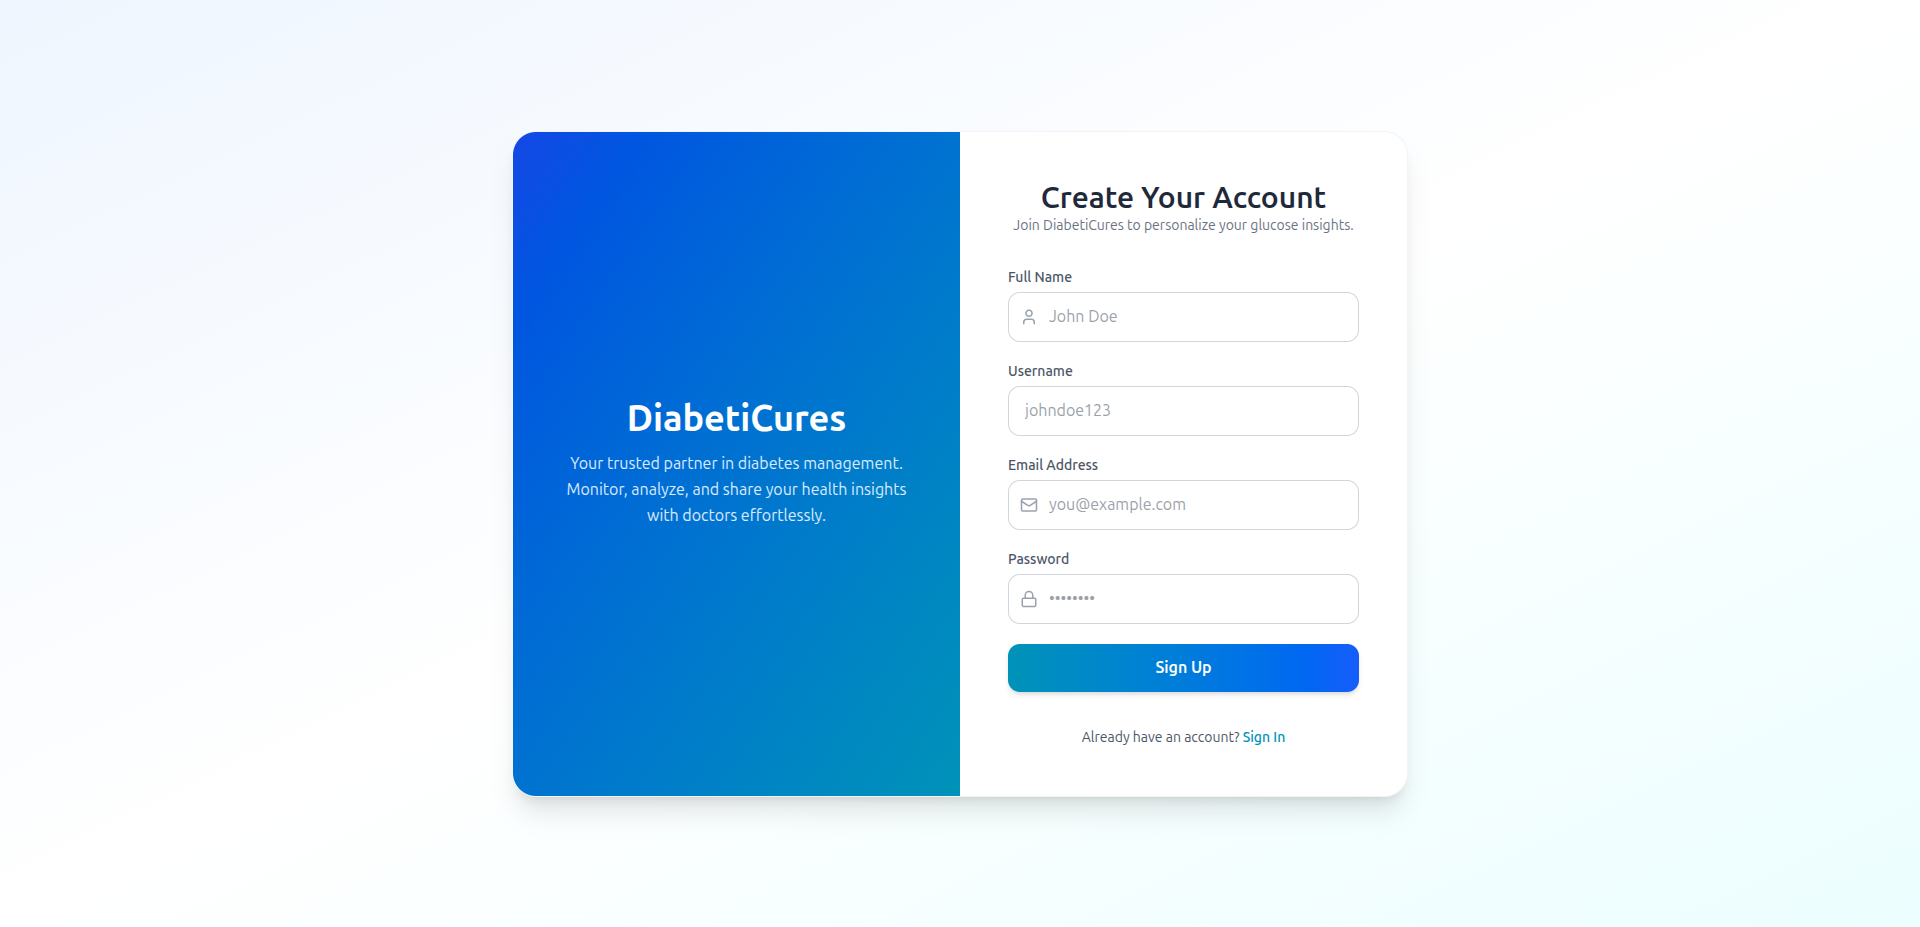 DiabetiCures
Your trusted partner in diabetes management.
Monitor, analyze, and share your health insights
with doctors effortlessly.
Create Your Account
Join DiabetiCures to personalize your glucose insights.
Full Name
John Doe
Username
johndoe123
Email Address
you@example.com
Password
••••••••
Sign Up
Already have an account? Sign In